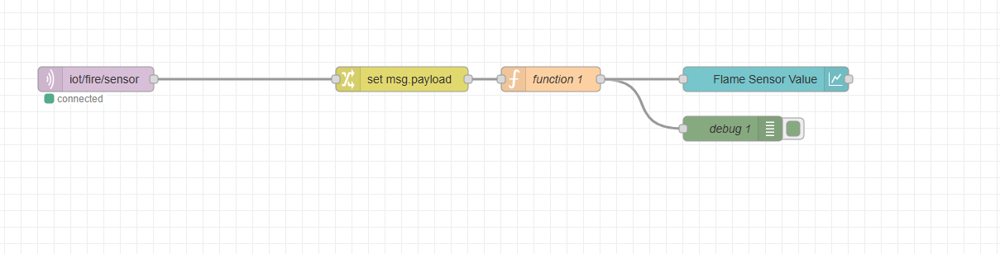 iot/fire/sensor
connected
set msg.payload
function 1
Flame Sensor Value
debug 1